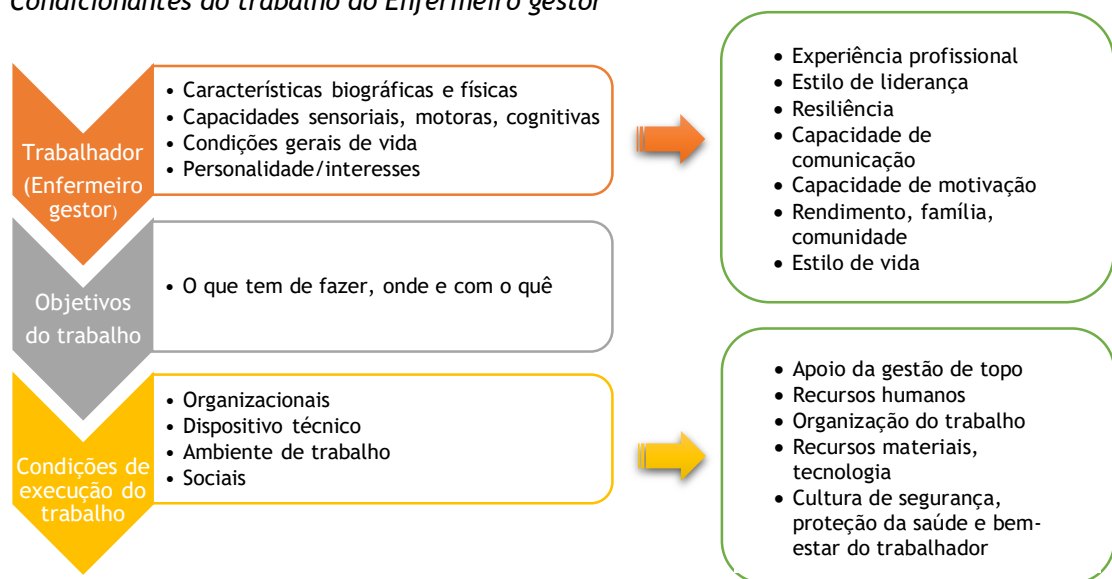 Condicionantes do trabalho do Enfermeiro gestor
Trabalhador
(Enfermeiro
gestor)
• Características biográficas e físicas
• Capacidades sensoriais, motoras, cognitivas
• Condições gerais de vida
• Personalidade/interesses
• Experiência profissional
• Estilo de liderança
• Resiliência
• Capacidade de
comunicação
• Capacidade de motivação
• Rendimento, família,
comunidade
• Estilo de vida
Objetivos
do trabalho
• O que tem de fazer, onde e com o quê
Condições de
execução do
trabalho
• Organizacionais
• Dispositivo técnico
• Ambiente de trabalho
• Sociais
• Apoio da gestão de topo
• Recursos humanos
• Organização do trabalho
• Recursos materiais,
tecnologia
• Cultura de segurança,
proteção da saúde e bem-
estar do trabalhador